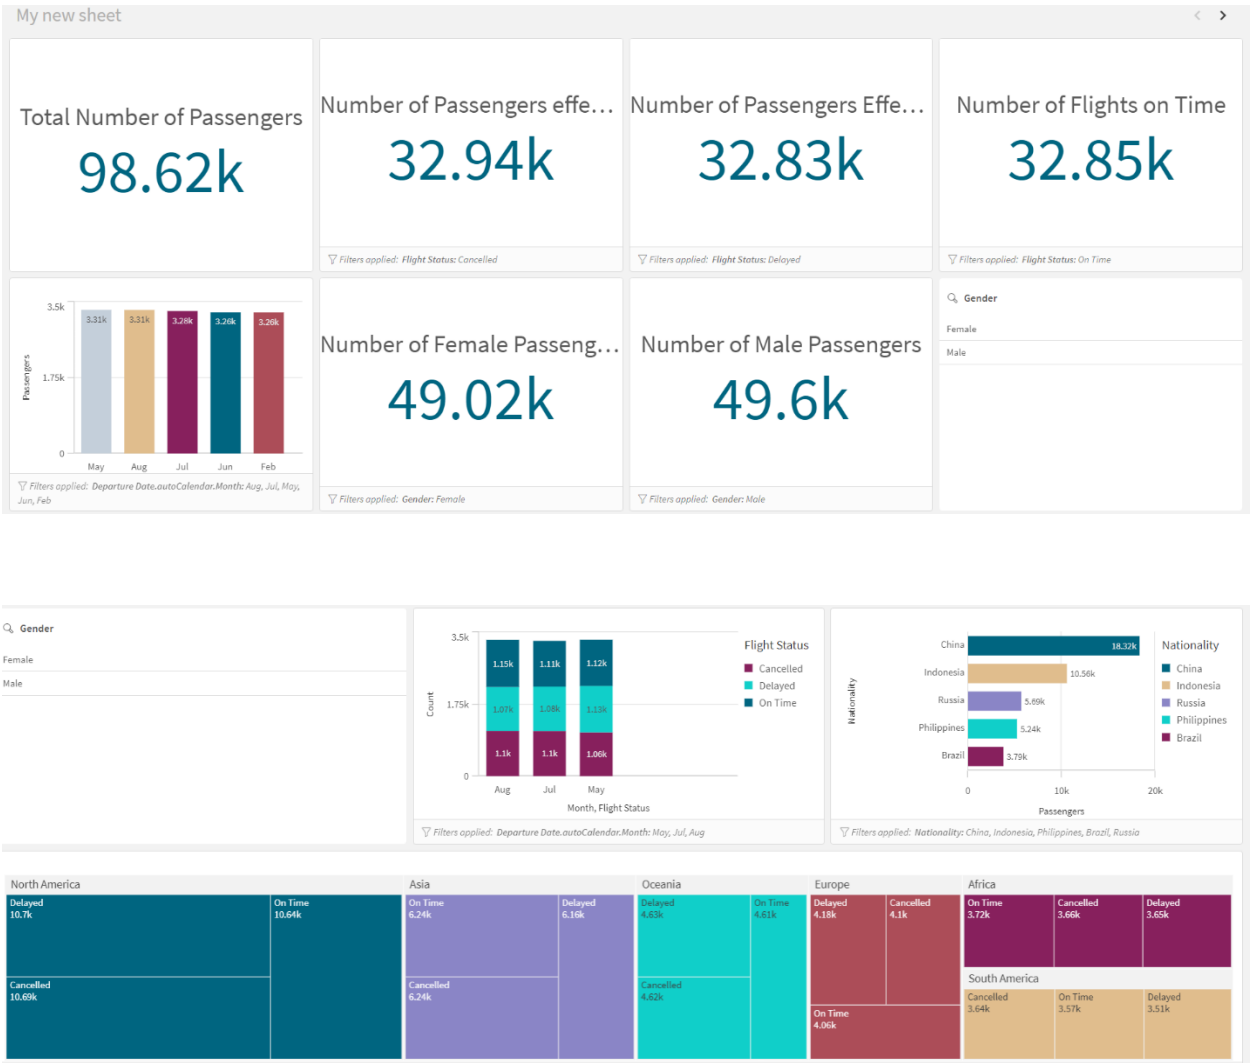 My new sheet
Total Number of Passengers
98.62k
Number of Passengers effe...
32.94k
Filters applied: Flight Status: Cancelled
Number of Passengers Effe...
32.83k
Filters applied: Flight Status: Delayed
Number of Flights on Time
32.85k
Filters applied: Flight Status: On Time
3.5k
1.75k
0
Passengers
3.31k
3.31k
3.28k
3.26k
3.26k
May
Aug
Jul
Jun
Feb
Filters applied: Departure Date.autoCalendar.Month: Aug, Jul, May,
Jun, Feb
Number of Female Passeng...
49.02k
Filters applied: Gender: Female
Number of Male Passengers
49.6k
Filters applied: Gender: Male
Gender
Female
Male
Gender
Female
Male
3.5k
1.75k
0
Count
1.15k
1.11k
1.12k
1.07k
1.08k
1.13k
1.1k
1.1k
1.06k
Aug
Jul
May
Month, Flight Status
Flight Status
Cancelled
Delayed
On Time
Filters applied: Departure Date.autoCalendar.Month: May, Jul, Aug
Nationality
China
18.32k
Indonesia
10.56k
Russia
5.69k
Philippines
5.24k
Brazil
3.79k
0
10k
20k
Passengers
Nationality
China
Indonesia
Russia
Philippines
Brazil
Filters applied: Nationality: China, Indonesia, Philippines, Brazil, Russia
North America
Delayed
10.7k
On Time
10.64k
Cancelled
10.69k
Asia
On Time
6.24k
Delayed
6.16k
Cancelled
6.24k
Oceania
Delayed
4.63k
On Time
4.61k
Cancelled
4.62k
Europe
Delayed
4.18k
Cancelled
4.1k
On Time
4.06k
Africa
On Time
3.72k
Cancelled
3.66k
Delayed
3.65k
South America
Cancelled
3.64k
On Time
3.57k
Delayed
3.51k